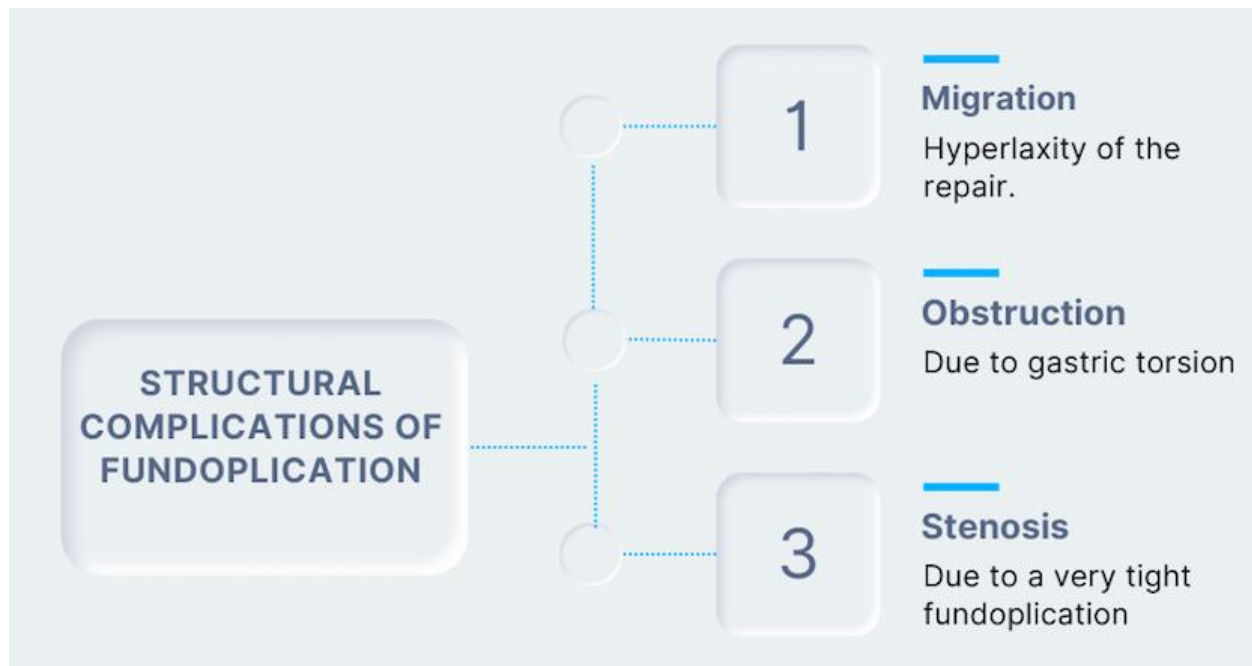 STRUCTURAL
COMPLICATIONS OF
FUNDOPLICATION
1
Migration
Hyperlaxity of the
repair.
2
Obstruction
Due to gastric torsion
3
Stenosis
Due to a very tight
fundoplication